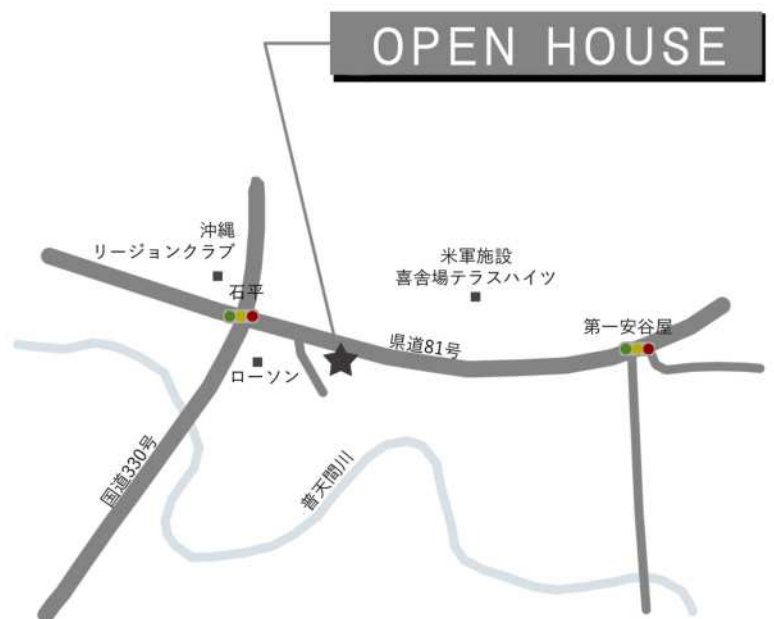 OPEN HOUSE
沖縄
リージョンクラブ
米軍施設
喜舎場テラスハイツ
石平
第一安谷屋
県道81号
ローソン
国道330号
普天間川